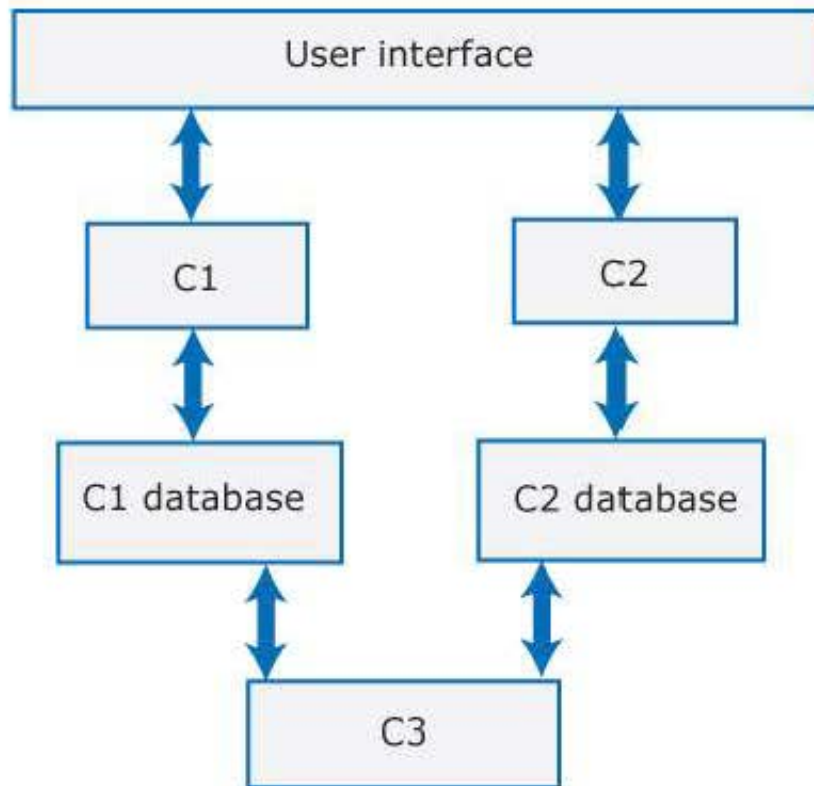 User interface
C1
C2
C1 database
C2 database
C3